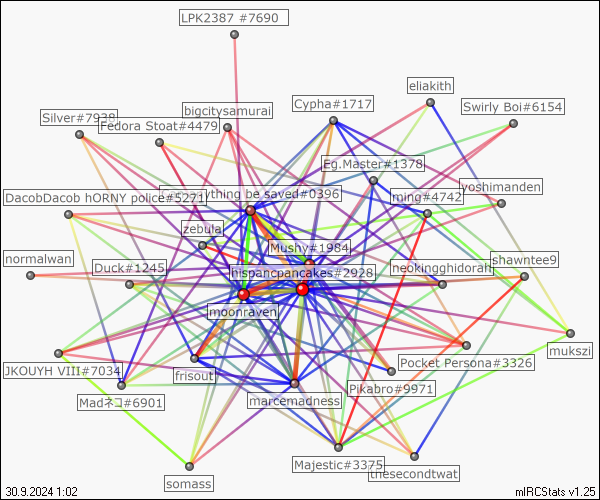 LPK2387 #7690
eliakith
Cypha#1717
Swirly Boi#6154
bigcitysamurai
Silver#7938
Fedora Stoat#4479
Eg.Master#1378
yoshimanden
ything be saved#0396
DacobDacob hORNY police#5271
ming#4742
zebula
Mushy#1984
normalwan
shawntee9
Duck#1245
hispancpancakes#2928
neokingghidorah
moonraven
mukszi
Pocket Persona#3326
JKOUYH VIII#7034
frisout
Pikabro#9971
Madネコ#6901
marcemadness
Majestic#3375
thesecondtwat
somass
30.9.2024 1:02
mIRCStats v1.25